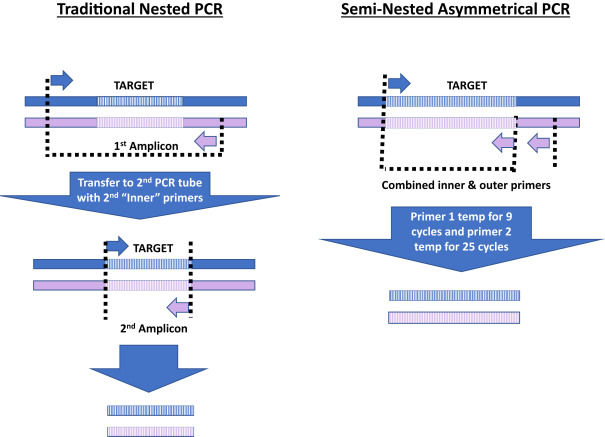 Traditional Nested PCR
TARGET
1st Amplicon
Transfer to 2nd PCR tube
with 2nd “Inner” primers
TARGET
2nd Amplicon
Semi-Nested Asymmetrical PCR
TARGET
Combined inner & outer primers
Primer 1 temp for 9
cycles and primer 2
temp for 25 cycles